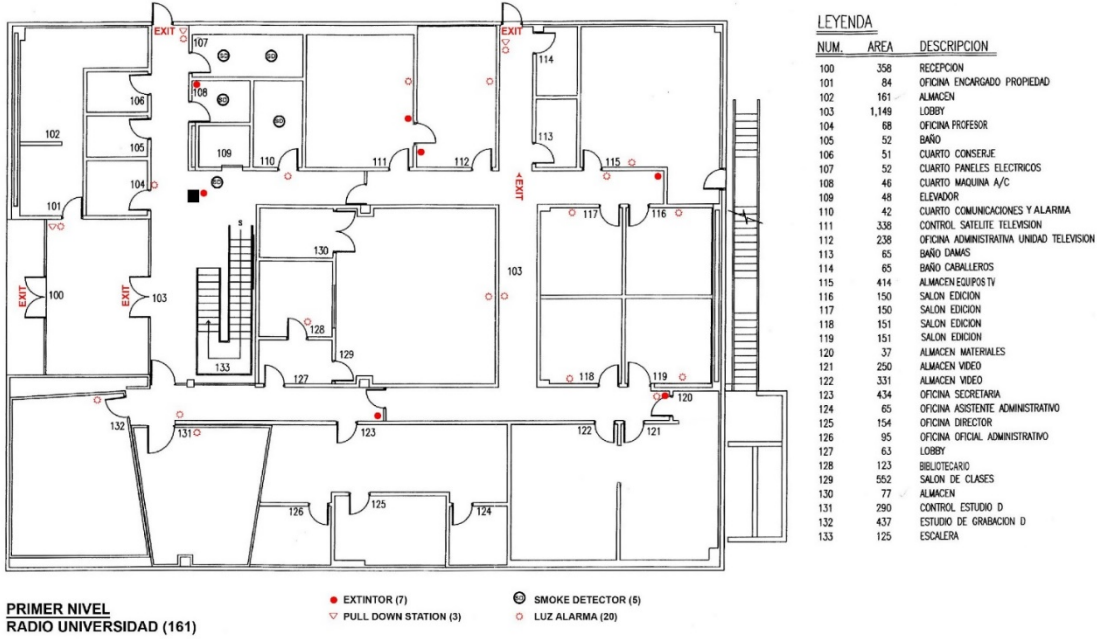 EXIT
EXIT
107
108
106
105
102
104
101
109
110
111
112
114
113
115
EXIT
117
116
130
103
EXIT
100
EXIT
103
S
128
129
127
133
118
119
120
132
131
123
122
121
126
125
124
SD
SD
SD
SD
SD
LEYENDA
NUM. AREA DESCRIPCION
100 358 RECEPCION
101 84 OFICINA ENCARGADO PROPIEDAD
102 161 ALMACEN
103 1,149 LOBBY
104 68 OFICINA PROFESOR
105 52 BAÑO
106 51 CUARTO CONSERJE
107 52 CUARTO PANELES ELECTRICOS
108 46 CUARTO MAQUINA A/C
109 48 ELEVADOR
110 42 CUARTO COMUNICACIONES Y ALARMA
111 338 CONTROL SATELITE TELEVISION
112 238 OFICINA ADMINISTRATIVA UNIDAD TELEVISION
113 65 BAÑO DAMAS
114 65 BAÑO CABALLEROS
115 414 ALMACEN EQUIPOS TV
116 150 SALON EDICION
117 150 SALON EDICION
118 151 SALON EDICION
119 151 SALON EDICION
120 37 ALMACEN MATERIALES
121 250 ALMACEN VIDEO
122 331 ALMACEN VIDEO
123 434 OFICINA SECRETARIA
124 65 OFICINA ASISTENTE ADMINISTRATIVO
125 154 OFICINA DIRECTOR
126 95 OFICINA OFICIAL ADMINISTRATIVO
127 63 LOBBY
128 123 BIBLIOTECARIO
129 552 SALON DE CLASES
130 77 ALMACEN
131 290 CONTROL ESTUDIO D
132 437 ESTUDIO DE GRABACION D
133 125 ESCALERA
EXTINTOR (7)
SD SMOKE DETECTOR (5)
PULL DOWN STATION (3)
LUZ ALARMA (20)
PRIMER NIVEL
RADIO UNIVERSIDAD (161)